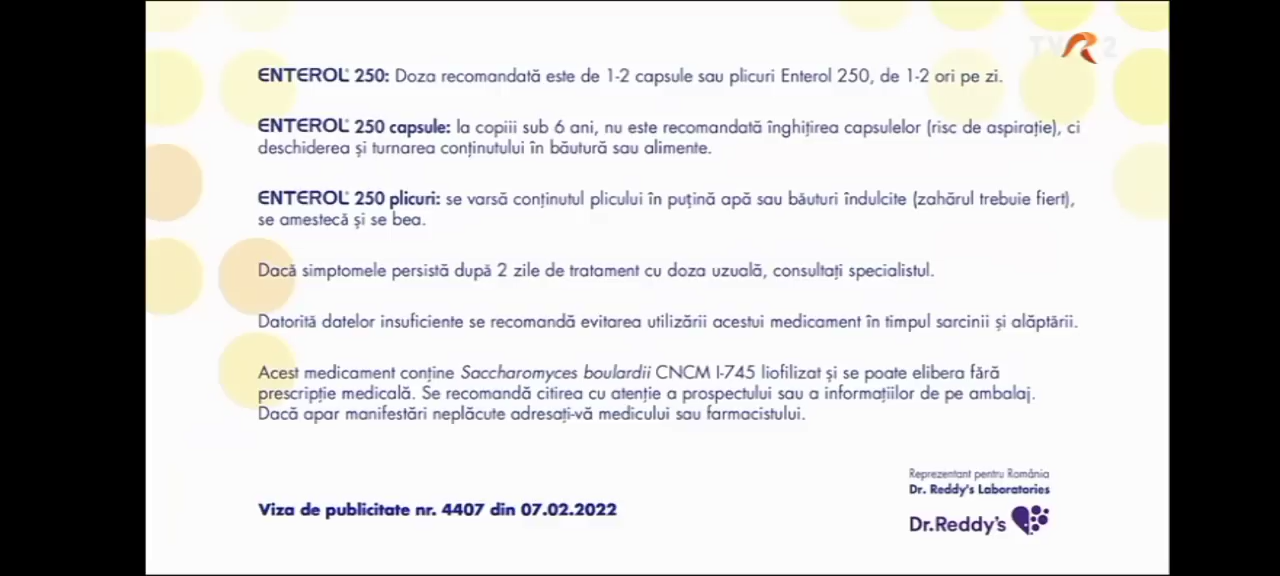 TVR 2
ENTEROL® 250: Doza recomandată este de 1-2 capsule sau plicuri Enterol 250, de 1-2 ori pe zi.
ENTEROL® 250 capsule: la copiii sub 6 ani, nu este recomandată înghițirea capsulelor (risc de aspirație), ci
deschiderea și turnarea conținutului în băutură sau alimente.
ENTEROL® 250 plicuri: se varsă conținutul plicului în puțină apă sau băuturi îndulcite (zahărul trebuie fiert),
se amestecă și se bea.
Dacă simptomele persistă după 2 zile de tratament cu doza uzuală, consultați specialistul.
Datorită datelor insuficiente se recomandă evitarea utilizării acestui medicament în timpul sarcinii și alăptării.
Acest medicament conține Saccharomyces boulardii CNCM I-745 liofilizat și se poate elibera fără
prescripție medicală. Se recomandă citirea cu atenție a prospectului sau a informațiilor de pe ambalaj.
Dacă apar manifestări neplăcute adresați-vă medicului sau farmacistului.
Reprezentant pentru România
Dr. Reddy's Laboratories
Viza de publicitate nr. 4407 din 07.02.2022
Dr.Reddy's